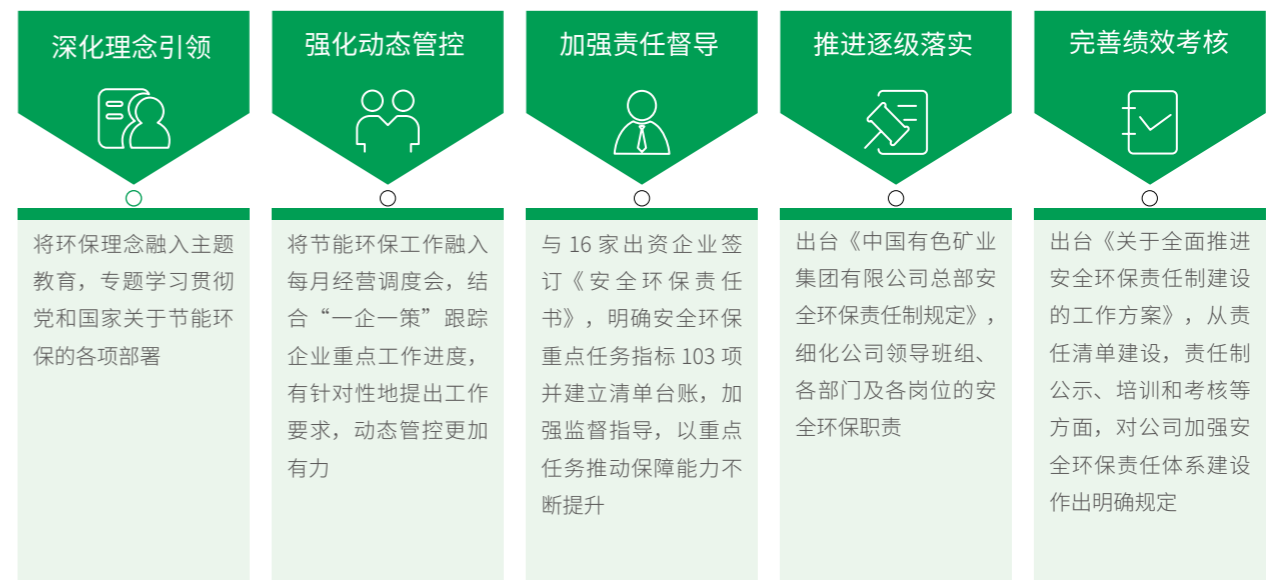 深化理念引领
将环保理念融入主题
教育，专题学习贯彻
党和国家关于节能环
保的各项部署
强化动态管控
将节能环保工作融入
每月经营调度会，结
合“一企一策”跟踪
企业重点工作进度，
有针对性地提出工作
要求，动态管控更加
有力
加强责任督导
与 16 家出资企业签
订《安全环保责任
书》，明确安全环保
重点任务指标 103 项
并建立清单台账，加
强监督指导，以重点
任务推动保障能力不
断提升
推进逐级落实
出台《中国有色矿业
集团有限公司总部安
全环保责任制规定》，
细化公司领导班组、
各部门及各岗位的安
全环保职责
完善绩效考核
出台《关于全面推进
安全环保责任制建设
的工作方案》，从责
任清单建设，责任制
公示、培训和考核等
方面，对公司加强安
全环保责任体系建设
作出明确规定